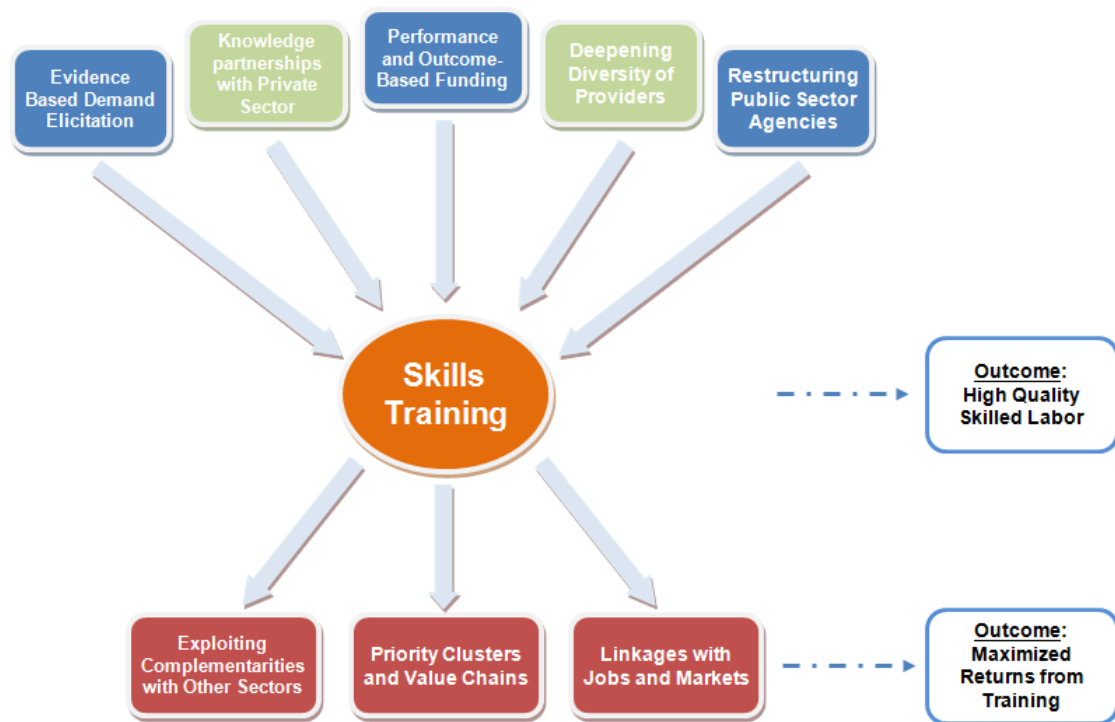 Evidence
Based Demand
Elicitation
Knowledge
partnerships
with Private
Sector
Performance
and Outcome-
Based Funding
Deepening
Diversity of
Providers
Restructuring
Public Sector
Agencies
Skills
Training
Outcome:
High Quality
Skilled Labor
Exploiting
Complementarities
with Other Sectors
Priority Clusters
and Value Chains
Linkages with
Jobs and Markets
Outcome:
Maximized
Returns from
Training